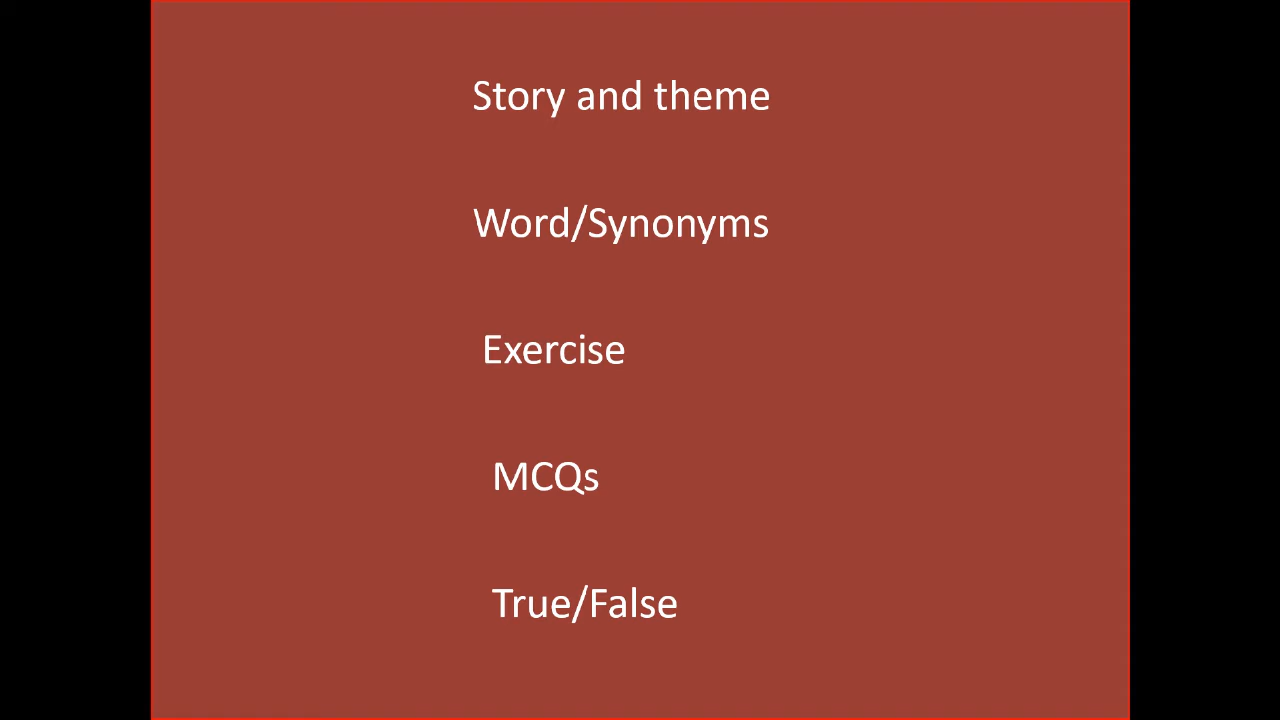 Story and theme
Word/Synonyms
Exercise
MCQs
True/False